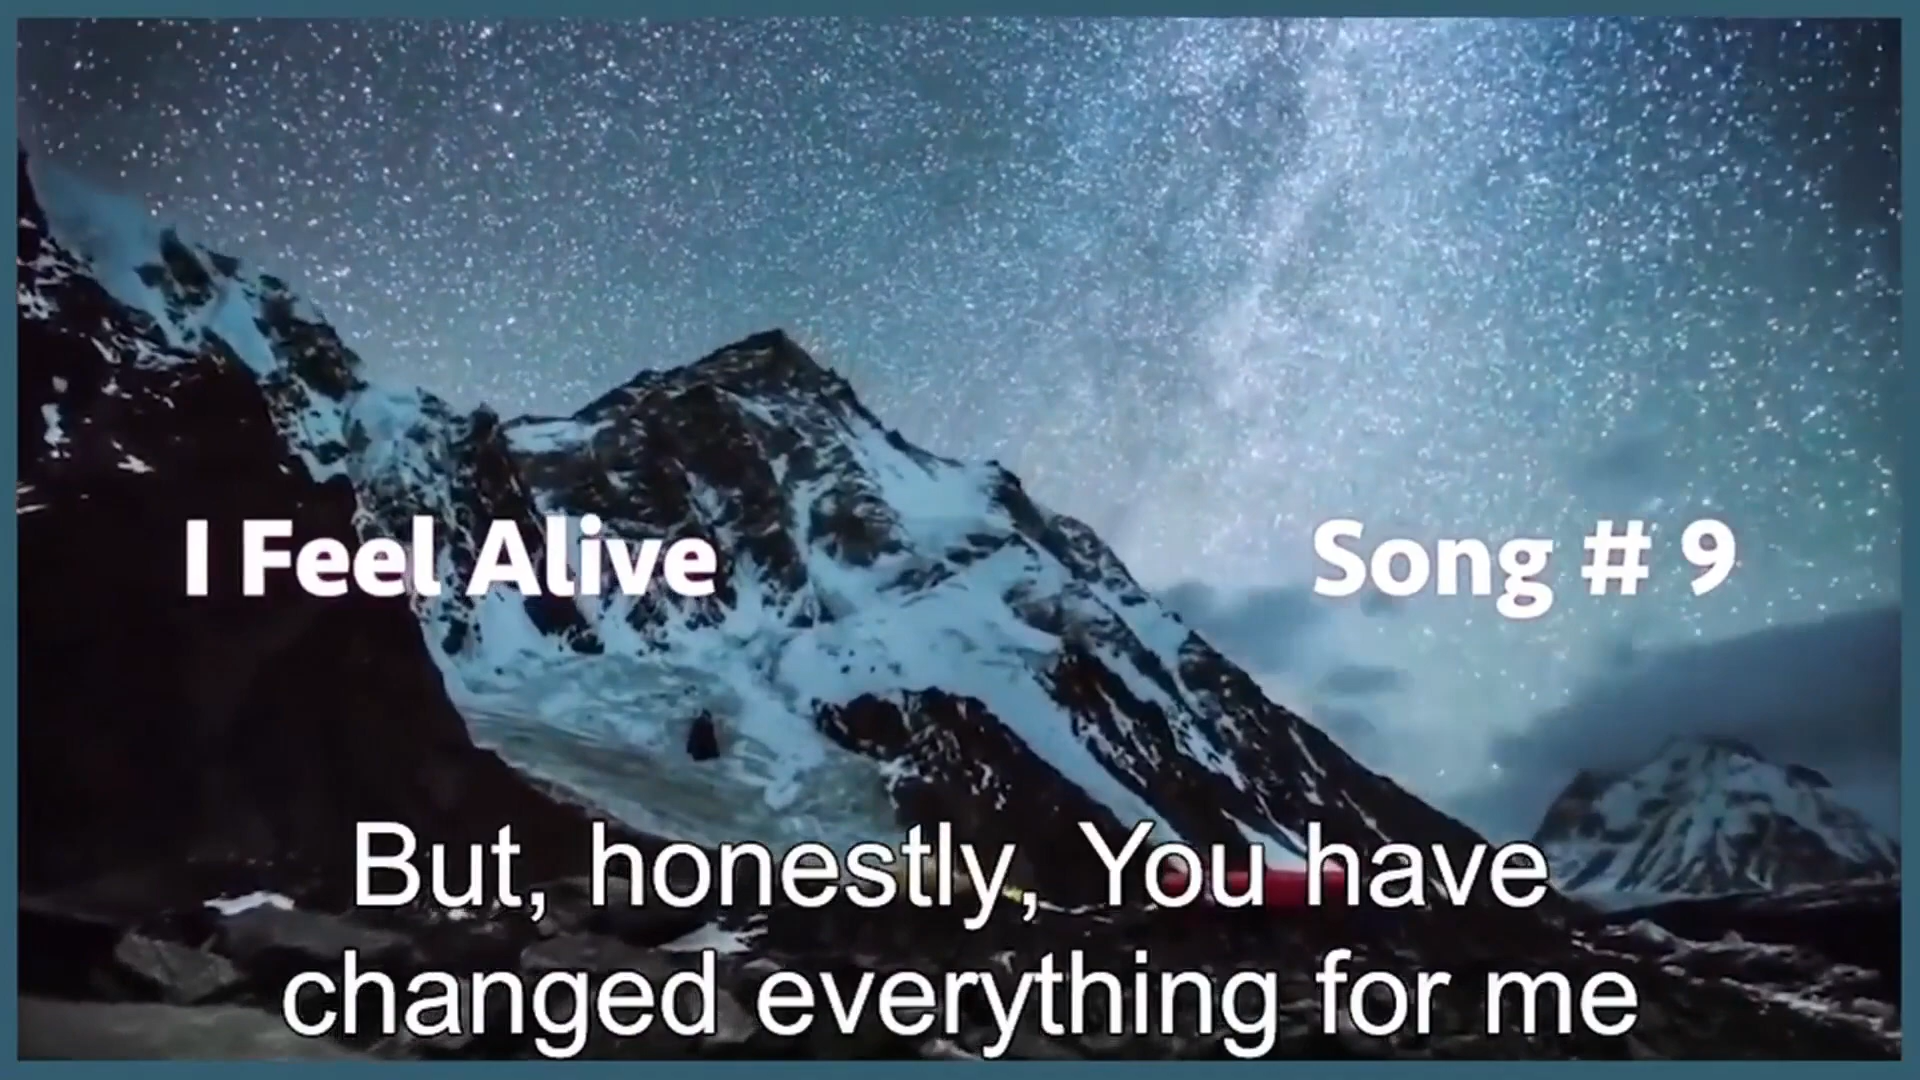 I Feel Alive
Song # 9
But, honestly, You have
changed everything for me